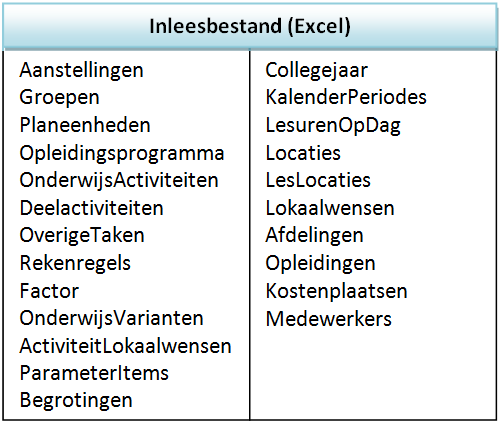 Inleesbestand (Excel)
Aanstellingen
Groepen
Planeenheden
Opleidingsprogramma
OnderwijsActiviteiten
Deelactiviteiten
OverigeTaken
Rekenregels
Factor
OnderwijsVarianten
ActiviteitLokaalwensen
ParameterItems
Begrotingen
Collegejaar
KalenderPeriodes
LesurenOpDag
Locaties
LesLocaties
Lokaalwensen
Afdelingen
Opleidingen
Kostenplaatsen
Medewerkers